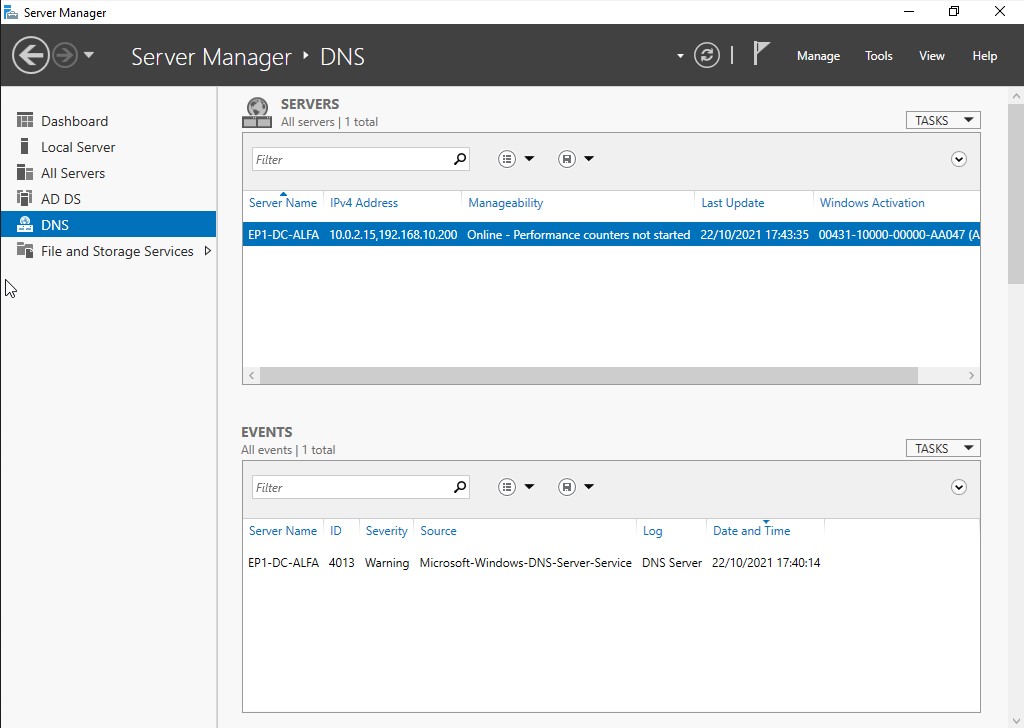 Server Manager
Server Manager DNS
Manage Tools View Help
Dashboard
Local Server
All Servers
AD DS
DNS
File and Storage Services
SERVERS
All servers | 1 total
TASKS
Filter
Server Name IPv4 Address Manageability Last Update Windows Activation
EP1-DC-ALFA 10.0.2.15,192.168.10.200 Online - Performance counters not started 22/10/2021 17:43:35 00431-10000-00000-AA047 (A
EVENTS
All events | 1 total
TASKS
Filter
Server Name ID Severity Source Log Date and Time
EP1-DC-ALFA 4013 Warning Microsoft-Windows-DNS-Server-Service DNS Server 22/10/2021 17:40:14